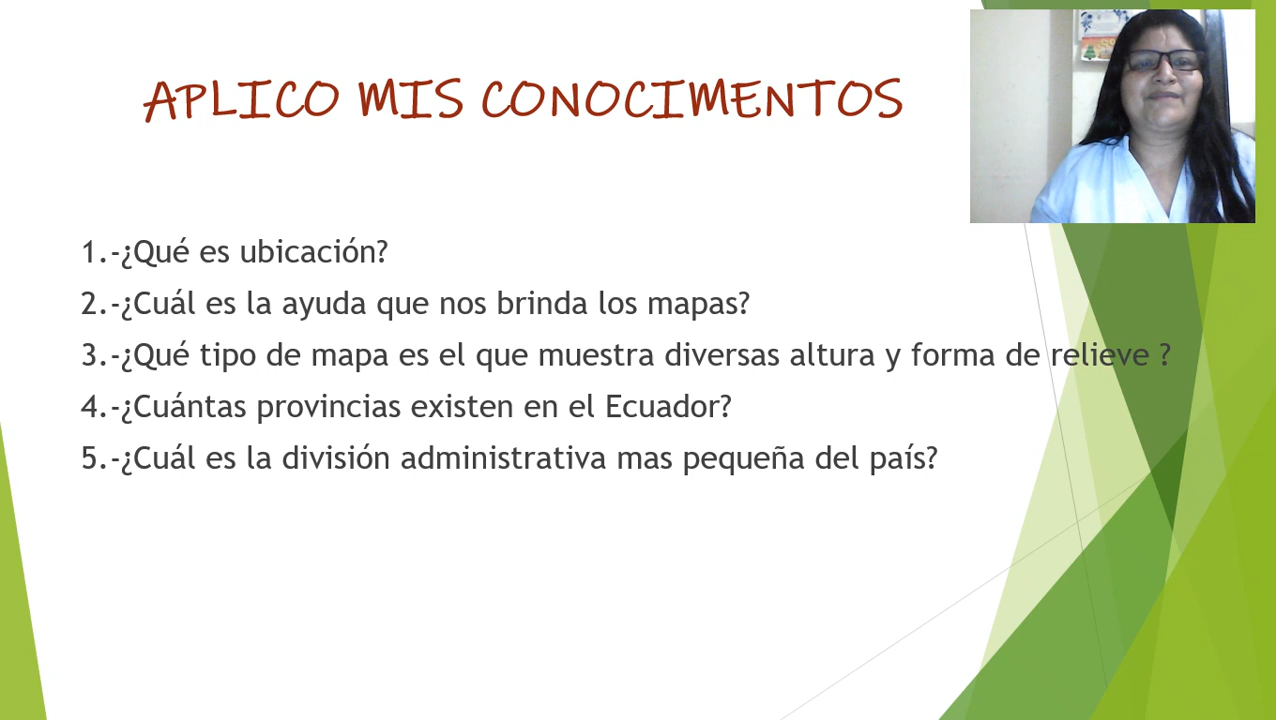 APLICO MIS CONOCIMENTOS
1.-¿Qué es ubicación?
2.-¿Cuál es la ayuda que nos brinda los mapas?
3.-¿Qué tipo de mapa es el que muestra diversas altura y forma de relieve ?
4.-¿Cuántas provincias existen en el Ecuador?
5.-¿Cuál es la división administrativa mas pequeña del país?